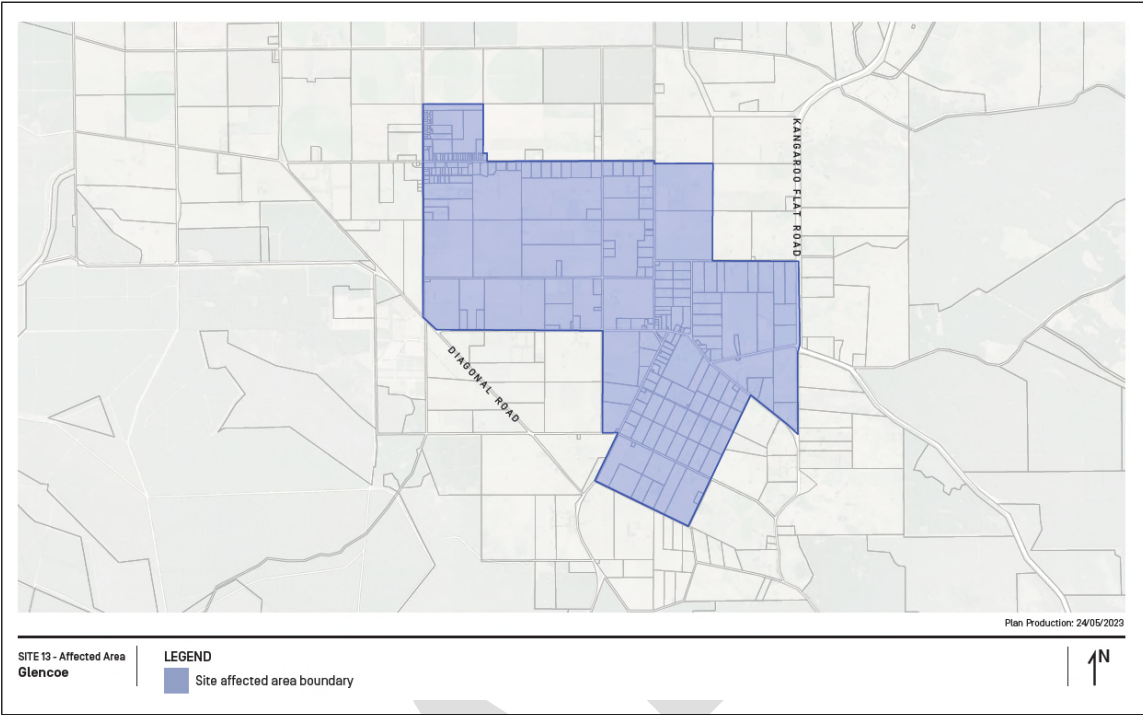 KANGAROO FLAT ROAD
DIAGONAL ROAD
Plan Production: 24/05/2023
SITE 13 - Affected Area
Glencoe
LEGEND
Site affected area boundary
N